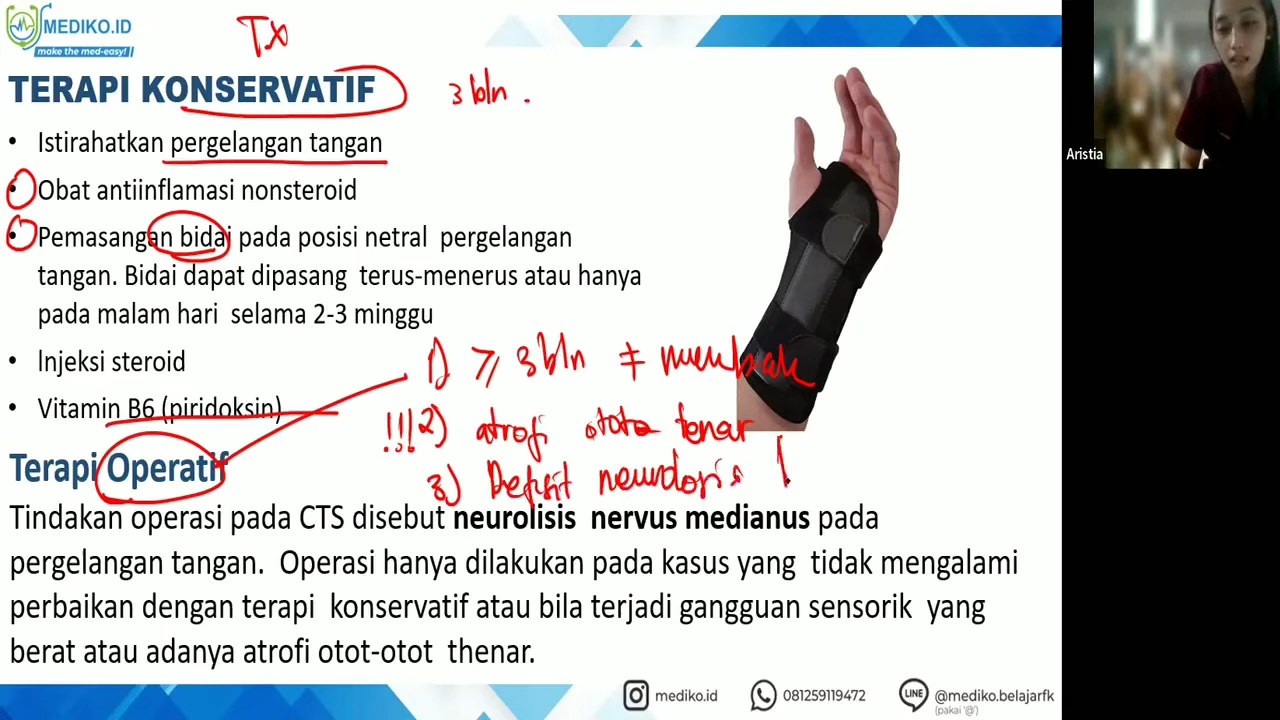 MEDIKO.ID
make the med-easy!
Tx
TERAPI KONSERVATIF
3 bln.
• Istirahatkan pergelangan tangan
• Obat antiinflamasi nonsteroid
• Pemasangan bidai pada posisi netral pergelangan
tangan. Bidai dapat dipasang terus-menerus atau hanya
pada malam hari selama 2-3 minggu
• Injeksi steroid
1) ≥ 3 bln ≠ membaik
• Vitamin B6 (piridoksin)
!!! 2) atrofi otot tenar
Terapi Operatif
3) Defisit neurologis
Tindakan operasi pada CTS disebut neurolisis nervus medianus pada
pergelangan tangan. Operasi hanya dilakukan pada kasus yang tidak mengalami
perbaikan dengan terapi konservatif atau bila terjadi gangguan sensorik yang
berat atau adanya atrofi otot-otot thenar.
Aristia
mediko.id
081259119472
LINE
@mediko.belajarfk
(pakai '@')